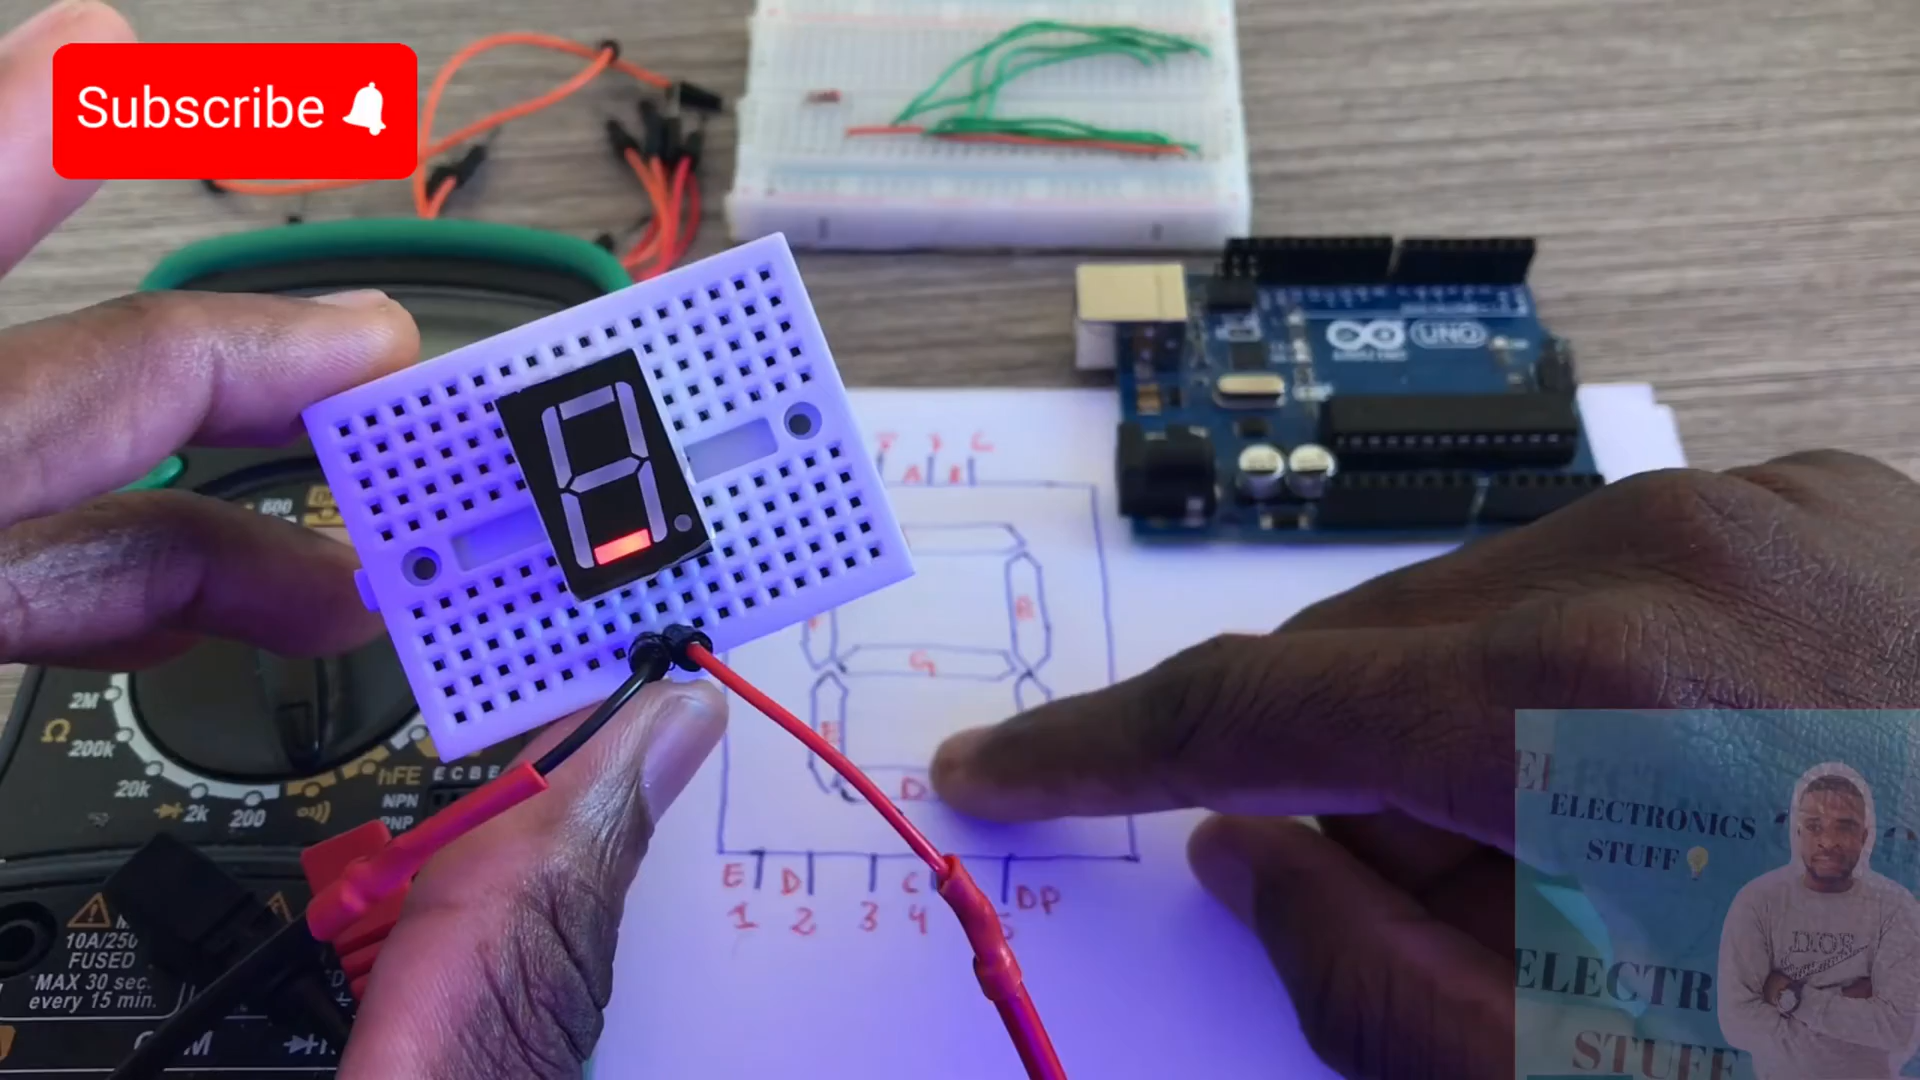 Subscribe
UNO
A B
B
G
D
E D C DP
1 2 3 4 5
600
2M
Ω
200k
20k
2k
200
hFE
E C B E
NPN
PNP
10A/250
FUSED
MAX 30 sec.
every 15 min.
ELECTRONICS
STUFF
ELECTR
STUFF